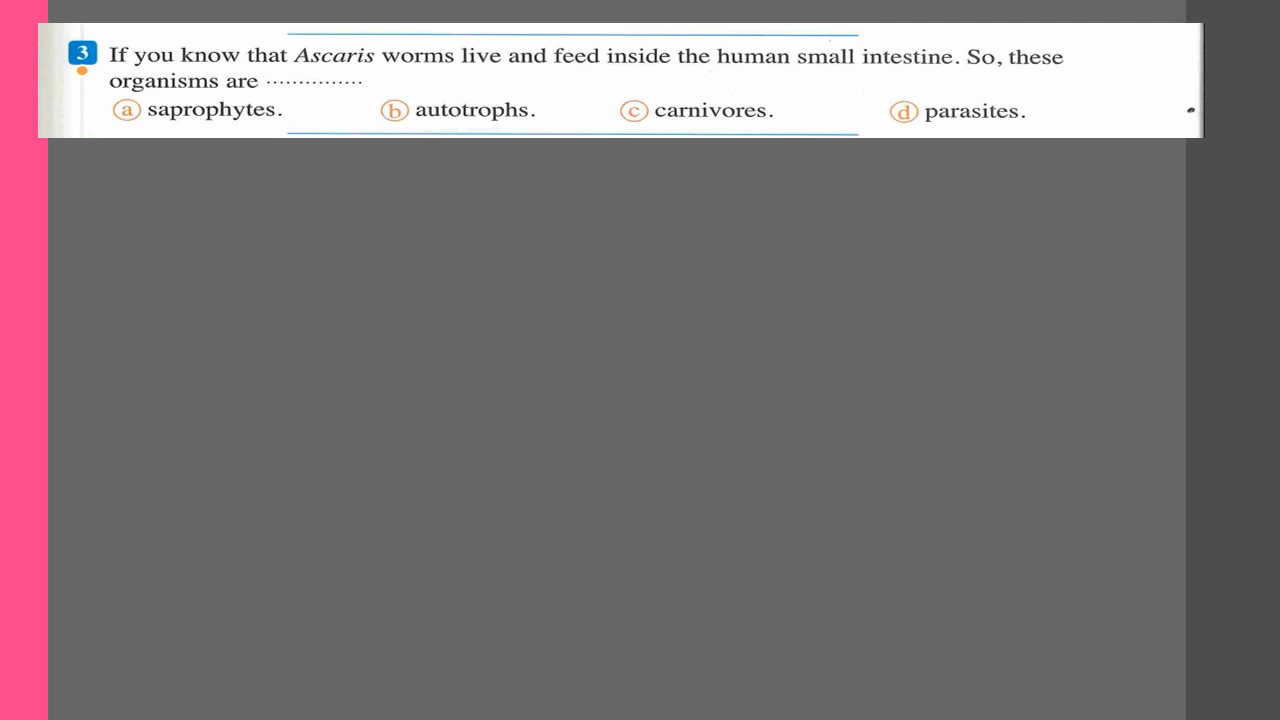 3 If you know that Ascaris worms live and feed inside the human small intestine. So, these
organisms are ...............
a saprophytes. b autotrophs. c carnivores. d parasites.